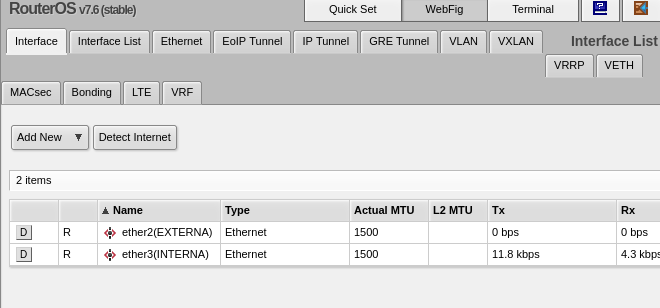 RouterOS v7.6 (stable)
Quick Set
WebFig
Terminal
Interface
Interface List
Ethernet
EoIP Tunnel
IP Tunnel
GRE Tunnel
VLAN
VXLAN
Interface List
VRRP
VETH
MACsec
Bonding
LTE
VRF
Add New
Detect Internet
2 items
Name Type Actual MTU L2 MTU Tx Rx
D R ether2(EXTERNA) Ethernet 1500 0 bps 0 bps
D R ether3(INTERNA) Ethernet 1500 11.8 kbps 4.3 kbps